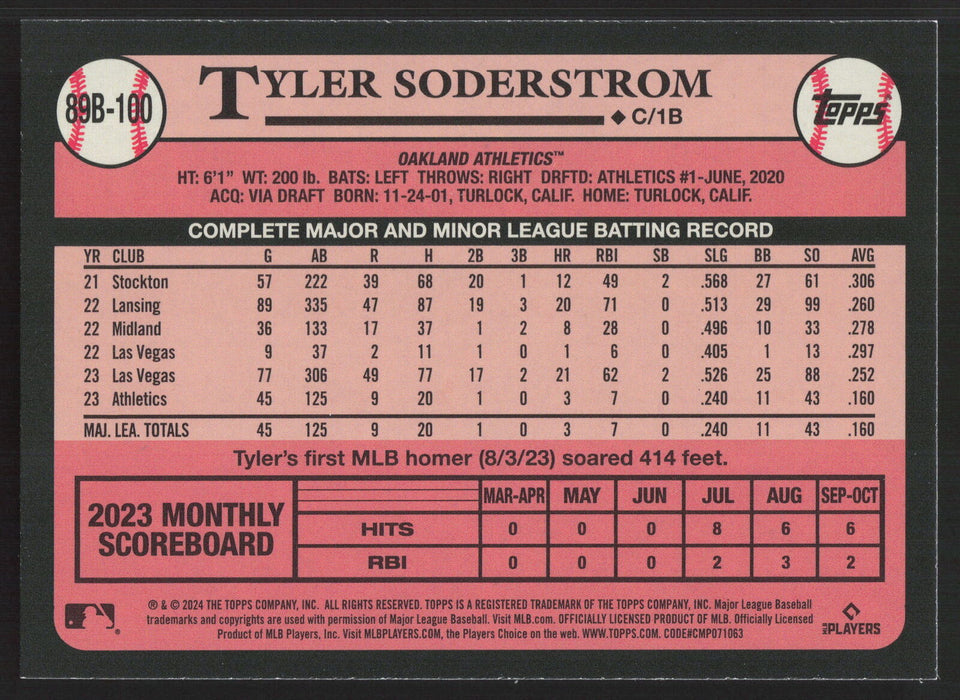 89B-100
TYLER SODERSTROM
◆ C/1B
TOPPS
OAKLAND ATHLETICS™
HT: 6'1" WT: 200 lb. BATS: LEFT THROWS: RIGHT DRFTD: ATHLETICS #1-JUNE, 2020
ACQ: VIA DRAFT BORN: 11-24-01, TURLOCK, CALIF. HOME: TURLOCK, CALIF.
COMPLETE MAJOR AND MINOR LEAGUE BATTING RECORD
YR CLUB G AB R H 2B 3B HR RBI SB SLG BB SO AVG
21 Stockton 57 222 39 68 20 1 12 49 2 .568 27 61 .306
22 Lansing 89 335 47 87 19 3 20 71 0 .513 29 99 .260
22 Midland 36 133 17 37 1 2 8 28 0 .496 10 33 .278
22 Las Vegas 9 37 2 11 1 0 1 6 0 .405 1 13 .297
23 Las Vegas 77 306 49 77 17 2 21 62 2 .526 25 88 .252
23 Athletics 45 125 9 20 1 0 3 7 0 .240 11 43 .160
MAJ. LEA. TOTALS 45 125 9 20 1 0 3 7 0 .240 11 43 .160
Tyler's first MLB homer (8/3/23) soared 414 feet.
2023 MONTHLY
SCOREBOARD
MAR-APR MAY JUN JUL AUG SEP-OCT
HITS 0 0 0 8 6 6
RBI 0 0 0 2 3 2
® & © 2024 THE TOPPS COMPANY, INC. ALL RIGHTS RESERVED. TOPPS IS A REGISTERED TRADEMARK OF THE TOPPS COMPANY, INC. Major League Baseball
trademarks and copyrights are used with permission of Major League Baseball. Visit MLB.com. OFFICIALLY LICENSED PRODUCT OF MLB. Officially Licensed
Product of MLB Players, Inc. Visit MLBPLAYERS.COM, the Players Choice on the web. WWW.TOPPS.COM. CODE#CMP071063
MLB PLAYERS